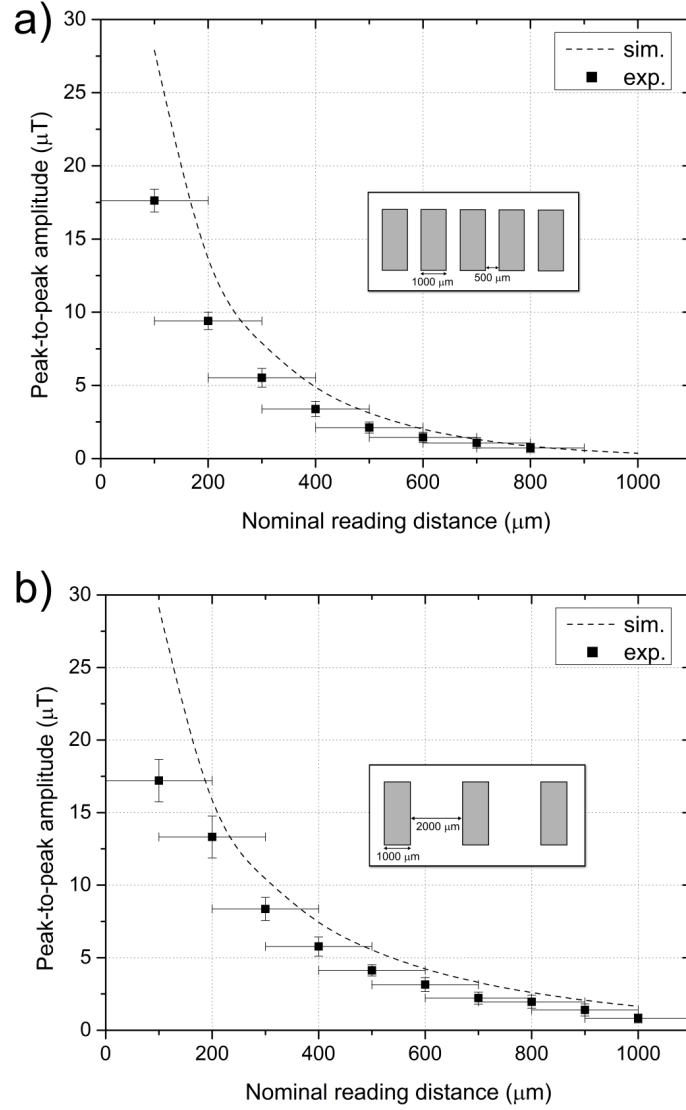 a)
30
25
20
15
10
5
0
Peak-to-peak amplitude (μT)
sim.
exp.
1000 μm
500 μm
0 200 400 600 800 1000
Nominal reading distance (μm)
b)
30
25
20
15
10
5
0
Peak-to-peak amplitude (μT)
sim.
exp.
2000 μm
1000 μm
0 200 400 600 800 1000
Nominal reading distance (μm)